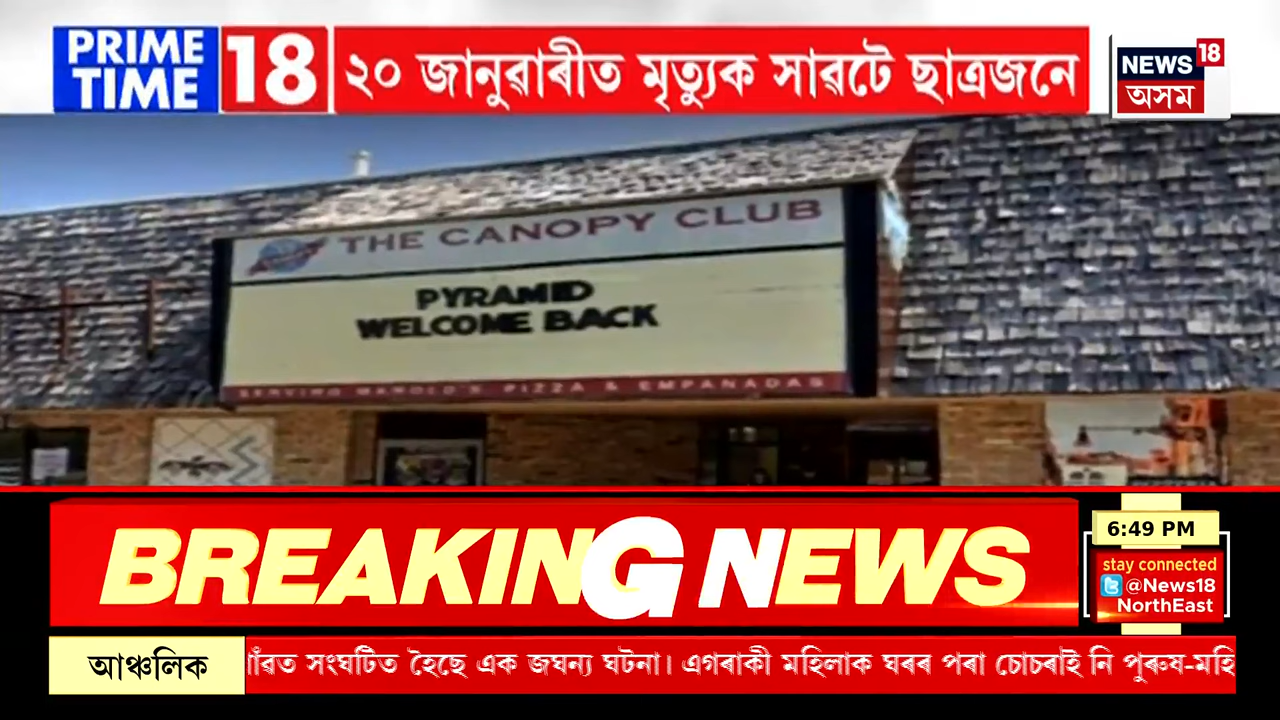 PRIME TIME 18 ২০ জানুৱাৰীত মৃত্যুক সাৱটে ছাত্ৰজনে
NEWS 18
অসম
THE CANOPY CLUB
PYRAMID
WELCOME BACK
SERVING MANOLO'S PIZZA & EMPANADAS
BREAKING NEWS
6:49 PM
stay connected
@News18
NorthEast
আঞ্চলিক
সংঘটিত হৈছে এক জঘন্য ঘটনা। এগৰাকী মহিলাক ঘৰৰ পৰা চোচৰাই নি পুৰুষ-মহি